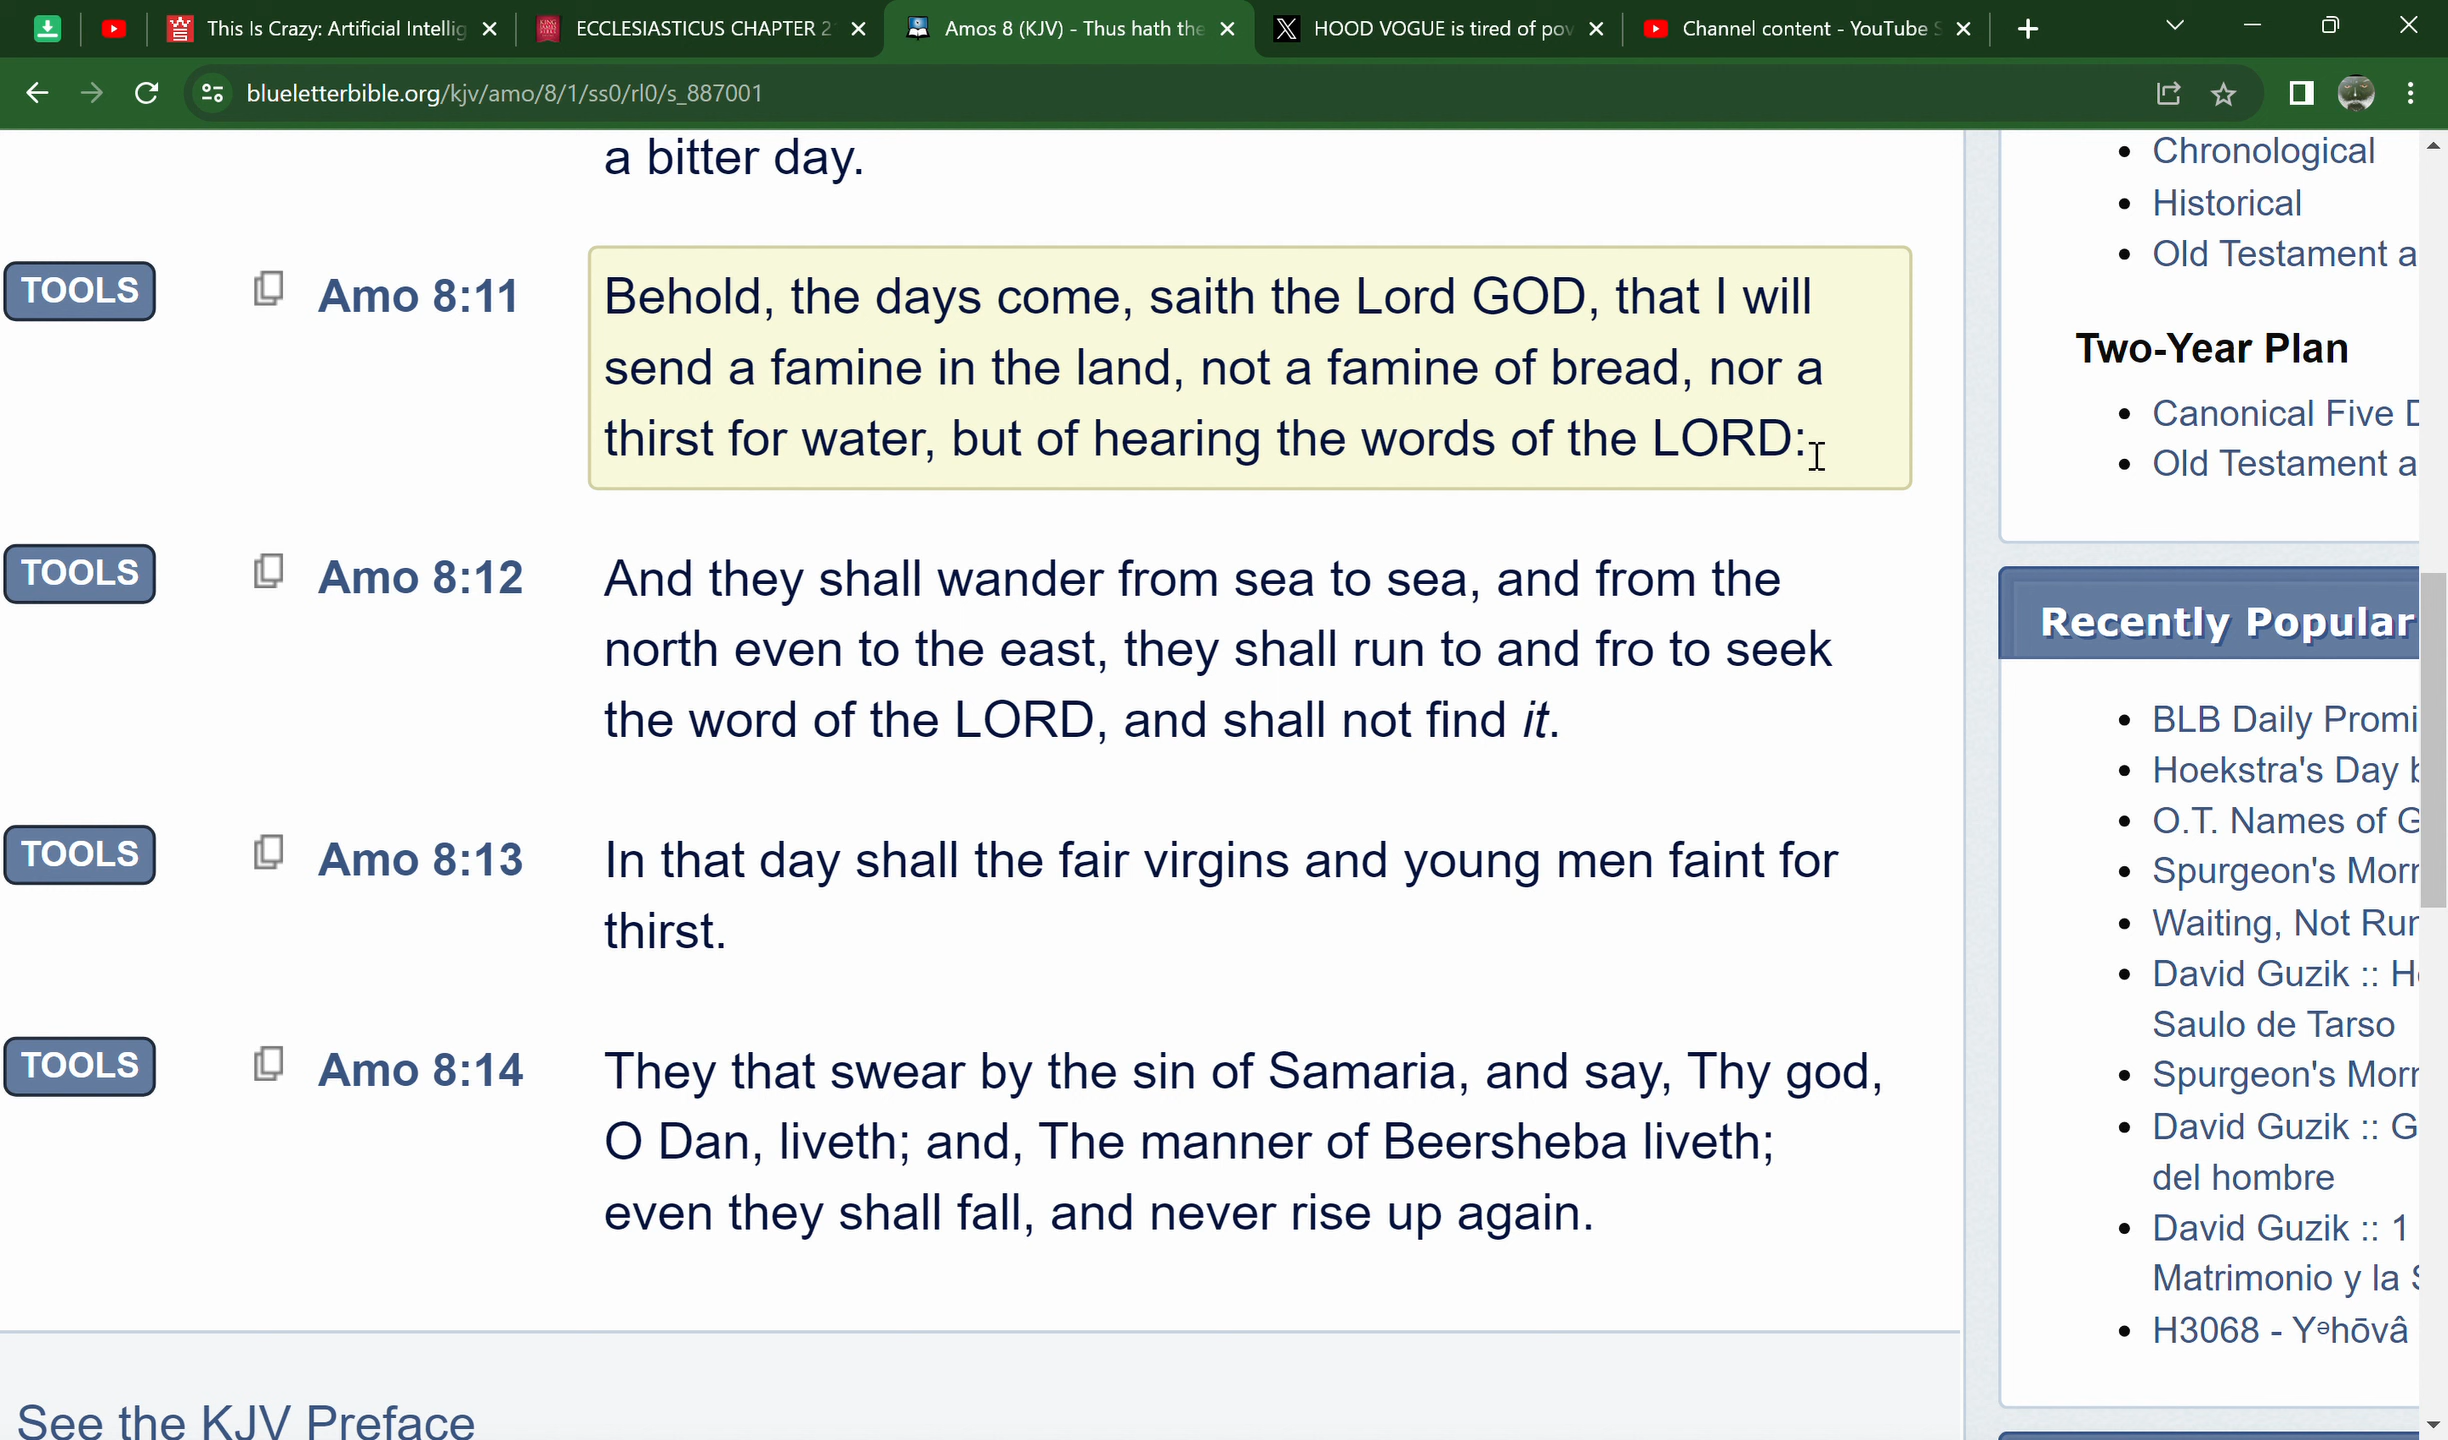 This Is Crazy: Artificial Intellig
ECCLESIASTICUS CHAPTER 2
Amos 8 (KJV) - Thus hath the
HOOD VOGUE is tired of pov
Channel content - YouTube S
blueletterbible.org/kjv/amo/8/1/ss0/rl0/s_887001
a bitter day.
TOOLS
Amo 8:11
Behold, the days come, saith the Lord GOD, that I will
send a famine in the land, not a famine of bread, nor a
thirst for water, but of hearing the words of the LORD:
TOOLS
Amo 8:12
And they shall wander from sea to sea, and from the
north even to the east, they shall run to and fro to seek
the word of the LORD, and shall not find it.
TOOLS
Amo 8:13
In that day shall the fair virgins and young men faint for
thirst.
TOOLS
Amo 8:14
They that swear by the sin of Samaria, and say, Thy god,
O Dan, liveth; and, The manner of Beersheba liveth;
even they shall fall, and never rise up again.
See the KJV Preface
Chronological
Historical
Old Testament a
Two-Year Plan
Canonical Five D
Old Testament a
Recently Popular
BLB Daily Promi
Hoekstra's Day b
O.T. Names of G
Spurgeon's Morn
Waiting, Not Run
David Guzik :: He
Saulo de Tarso
Spurgeon's Morn
David Guzik :: G
del hombre
David Guzik :: 1
Matrimonio y la S
H3068 - Yᵊhōvâ